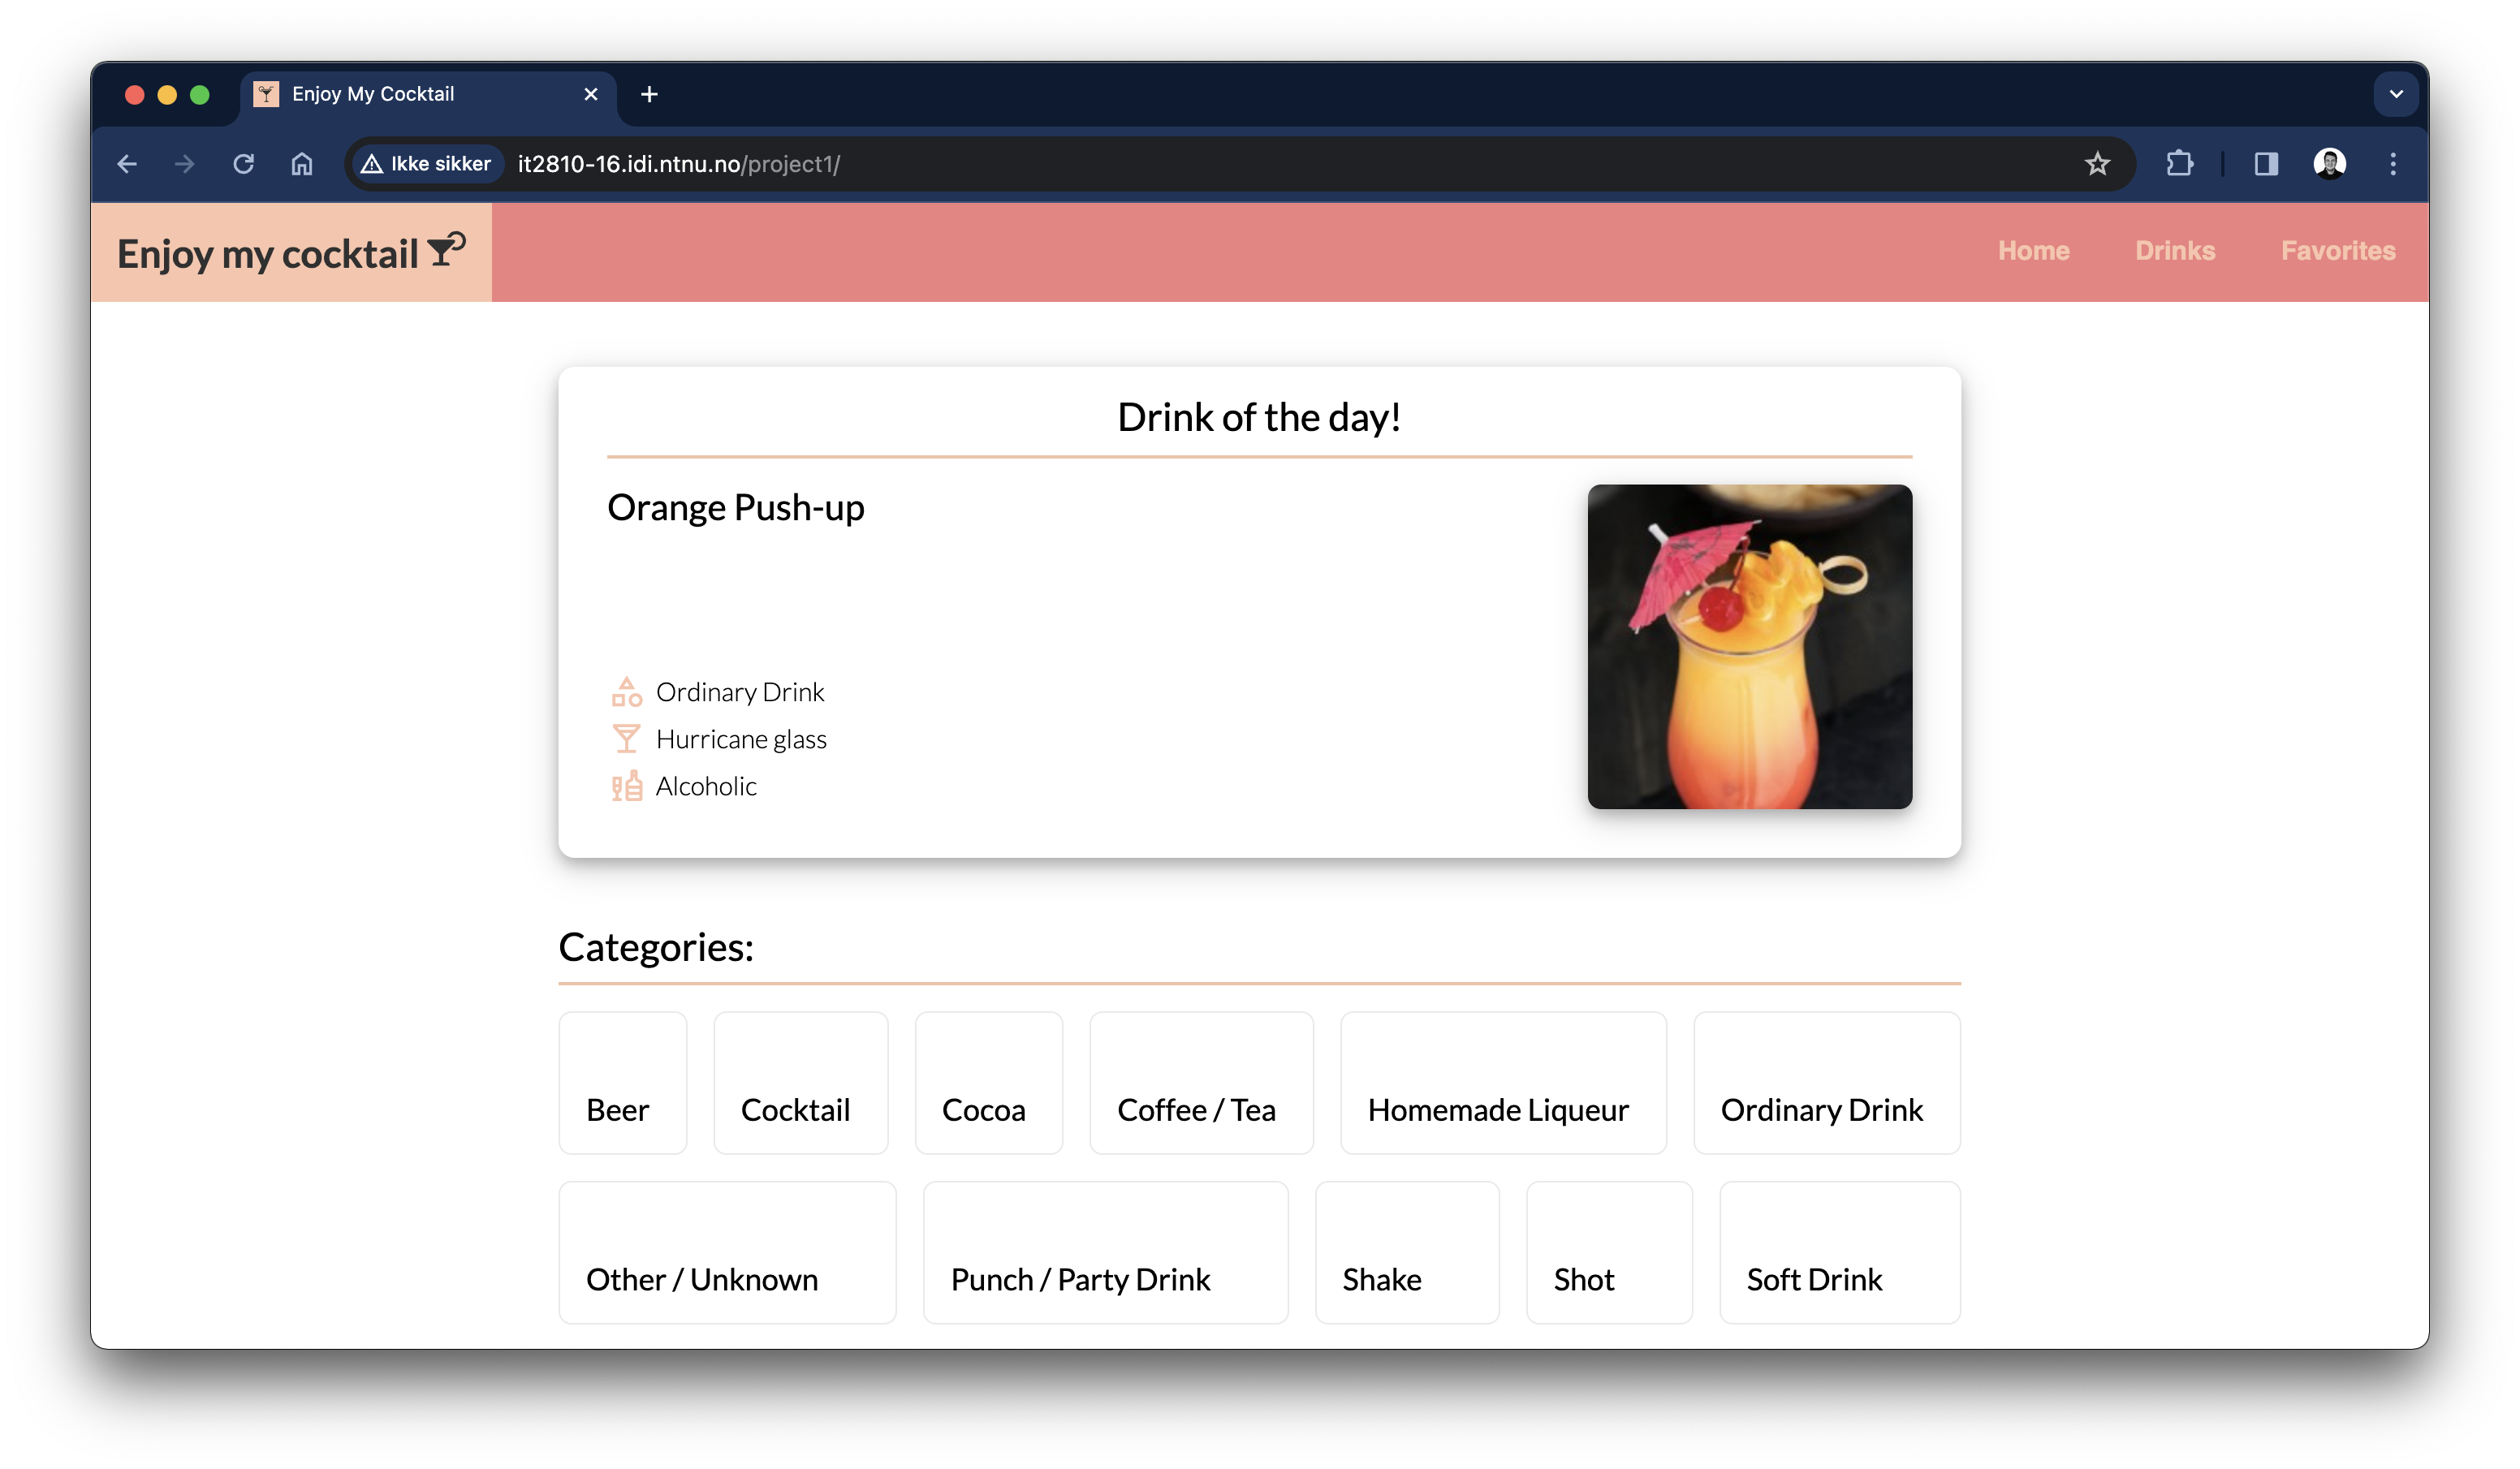 Enjoy My Cocktail
Ikke sikker it2810-16.idi.ntnu.no/project1/
Enjoy my cocktail Home Drinks Favorites
Drink of the day!
Orange Push-up
Ordinary Drink
Hurricane glass
Alcoholic
Categories:
Beer Cocktail Cocoa Coffee / Tea Homemade Liqueur Ordinary Drink
Other / Unknown Punch / Party Drink Shake Shot Soft Drink